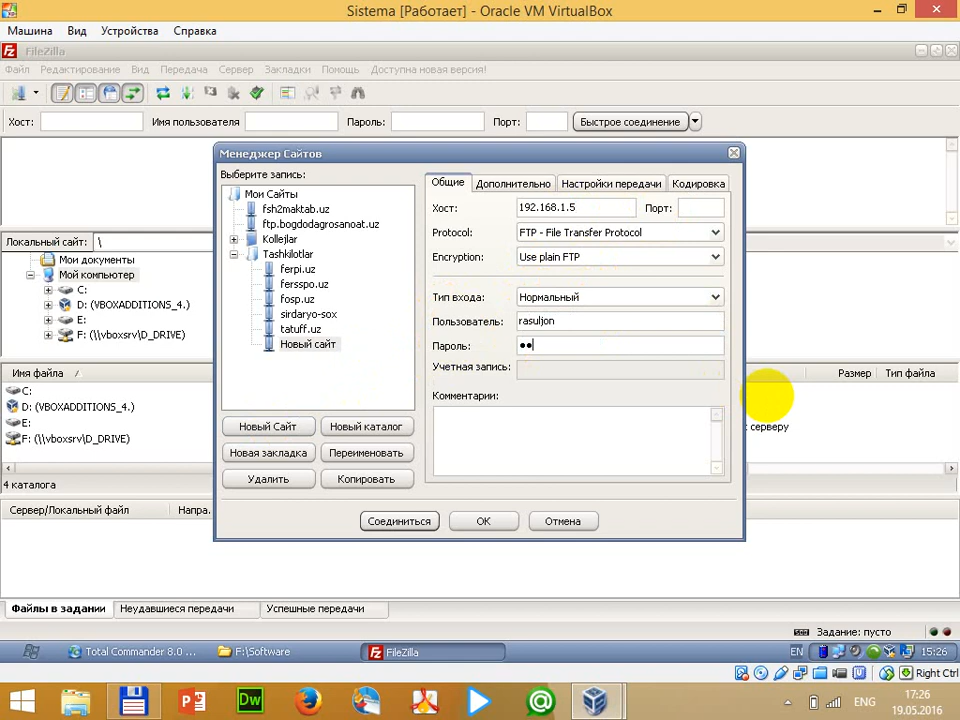 Sistema [Работает] - Oracle VM VirtualBox
Машина Вид Устройства Справка
FileZilla
Файл Редактирование Вид Передача Сервер Закладки Помощь Доступна новая версия!
Хост: Имя пользователя Пароль: Порт: Быстрое соединение
Менеджер Сайтов
Выберите запись:
Мои Сайты
fsh2maktab.uz
ftp.bogdodagrosanoat.uz
Kollejlar
Tashkilotlar
ferpi.uz
fersspo.uz
fosp.uz
sirdaryo-sox
tatuff.uz
Новый сайт
Новый Сайт Новый каталог
Новая закладка Переименовать
Удалить Копировать
Общие Дополнительно Настройки передачи Кодировка
Хост: 192.168.1.5 Порт:
Protocol: FTP - File Transfer Protocol
Encryption: Use plain FTP
Тип входа: Нормальный
Пользователь: rasuljon
Пароль: ●●
Учетная запись:
Комментарии:
Соединиться OK Отмена
Локальный сайт: \
Мои документы
Мой компьютер
C:
D: (VBOXADDITIONS_4.)
E:
F: (\\vboxsrv\D_DRIVE)
Имя файла
C:
D: (VBOXADDITIONS_4.)
E:
F: (\\vboxsrv\D_DRIVE)
4 каталога
Размер Тип файла
серверу
Сервер/Локальный файл Напра.
Файлы в задании Неудавшиеся передачи Успешные передачи
Задание: пусто
Total Commander 8.0 ... F:\Software FileZilla EN 15:26
Right Ctrl
Dw ENG 17:26
19.05.2016